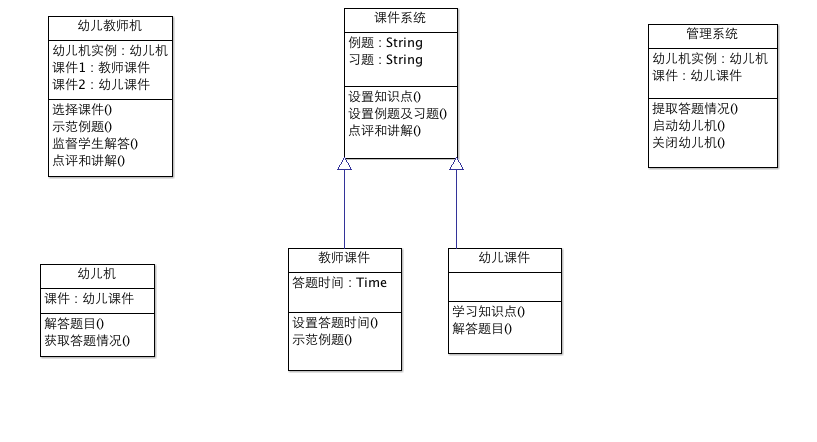 幼儿教师机
幼儿机实例：幼儿机
课件1：教师课件
课件2：幼儿课件
选择课件()
示范例题()
监督学生解答()
点评和讲解()
课件系统
例题：String
习题：String
设置知识点()
设置例题及习题()
点评和讲解()
管理系统
幼儿机实例：幼儿机
课件：幼儿课件
提取答题情况()
启动幼儿机()
关闭幼儿机()
幼儿机
课件：幼儿课件
解答题目()
获取答题情况()
教师课件
答题时间：Time
设置答题时间()
示范例题()
幼儿课件
学习知识点()
解答题目()